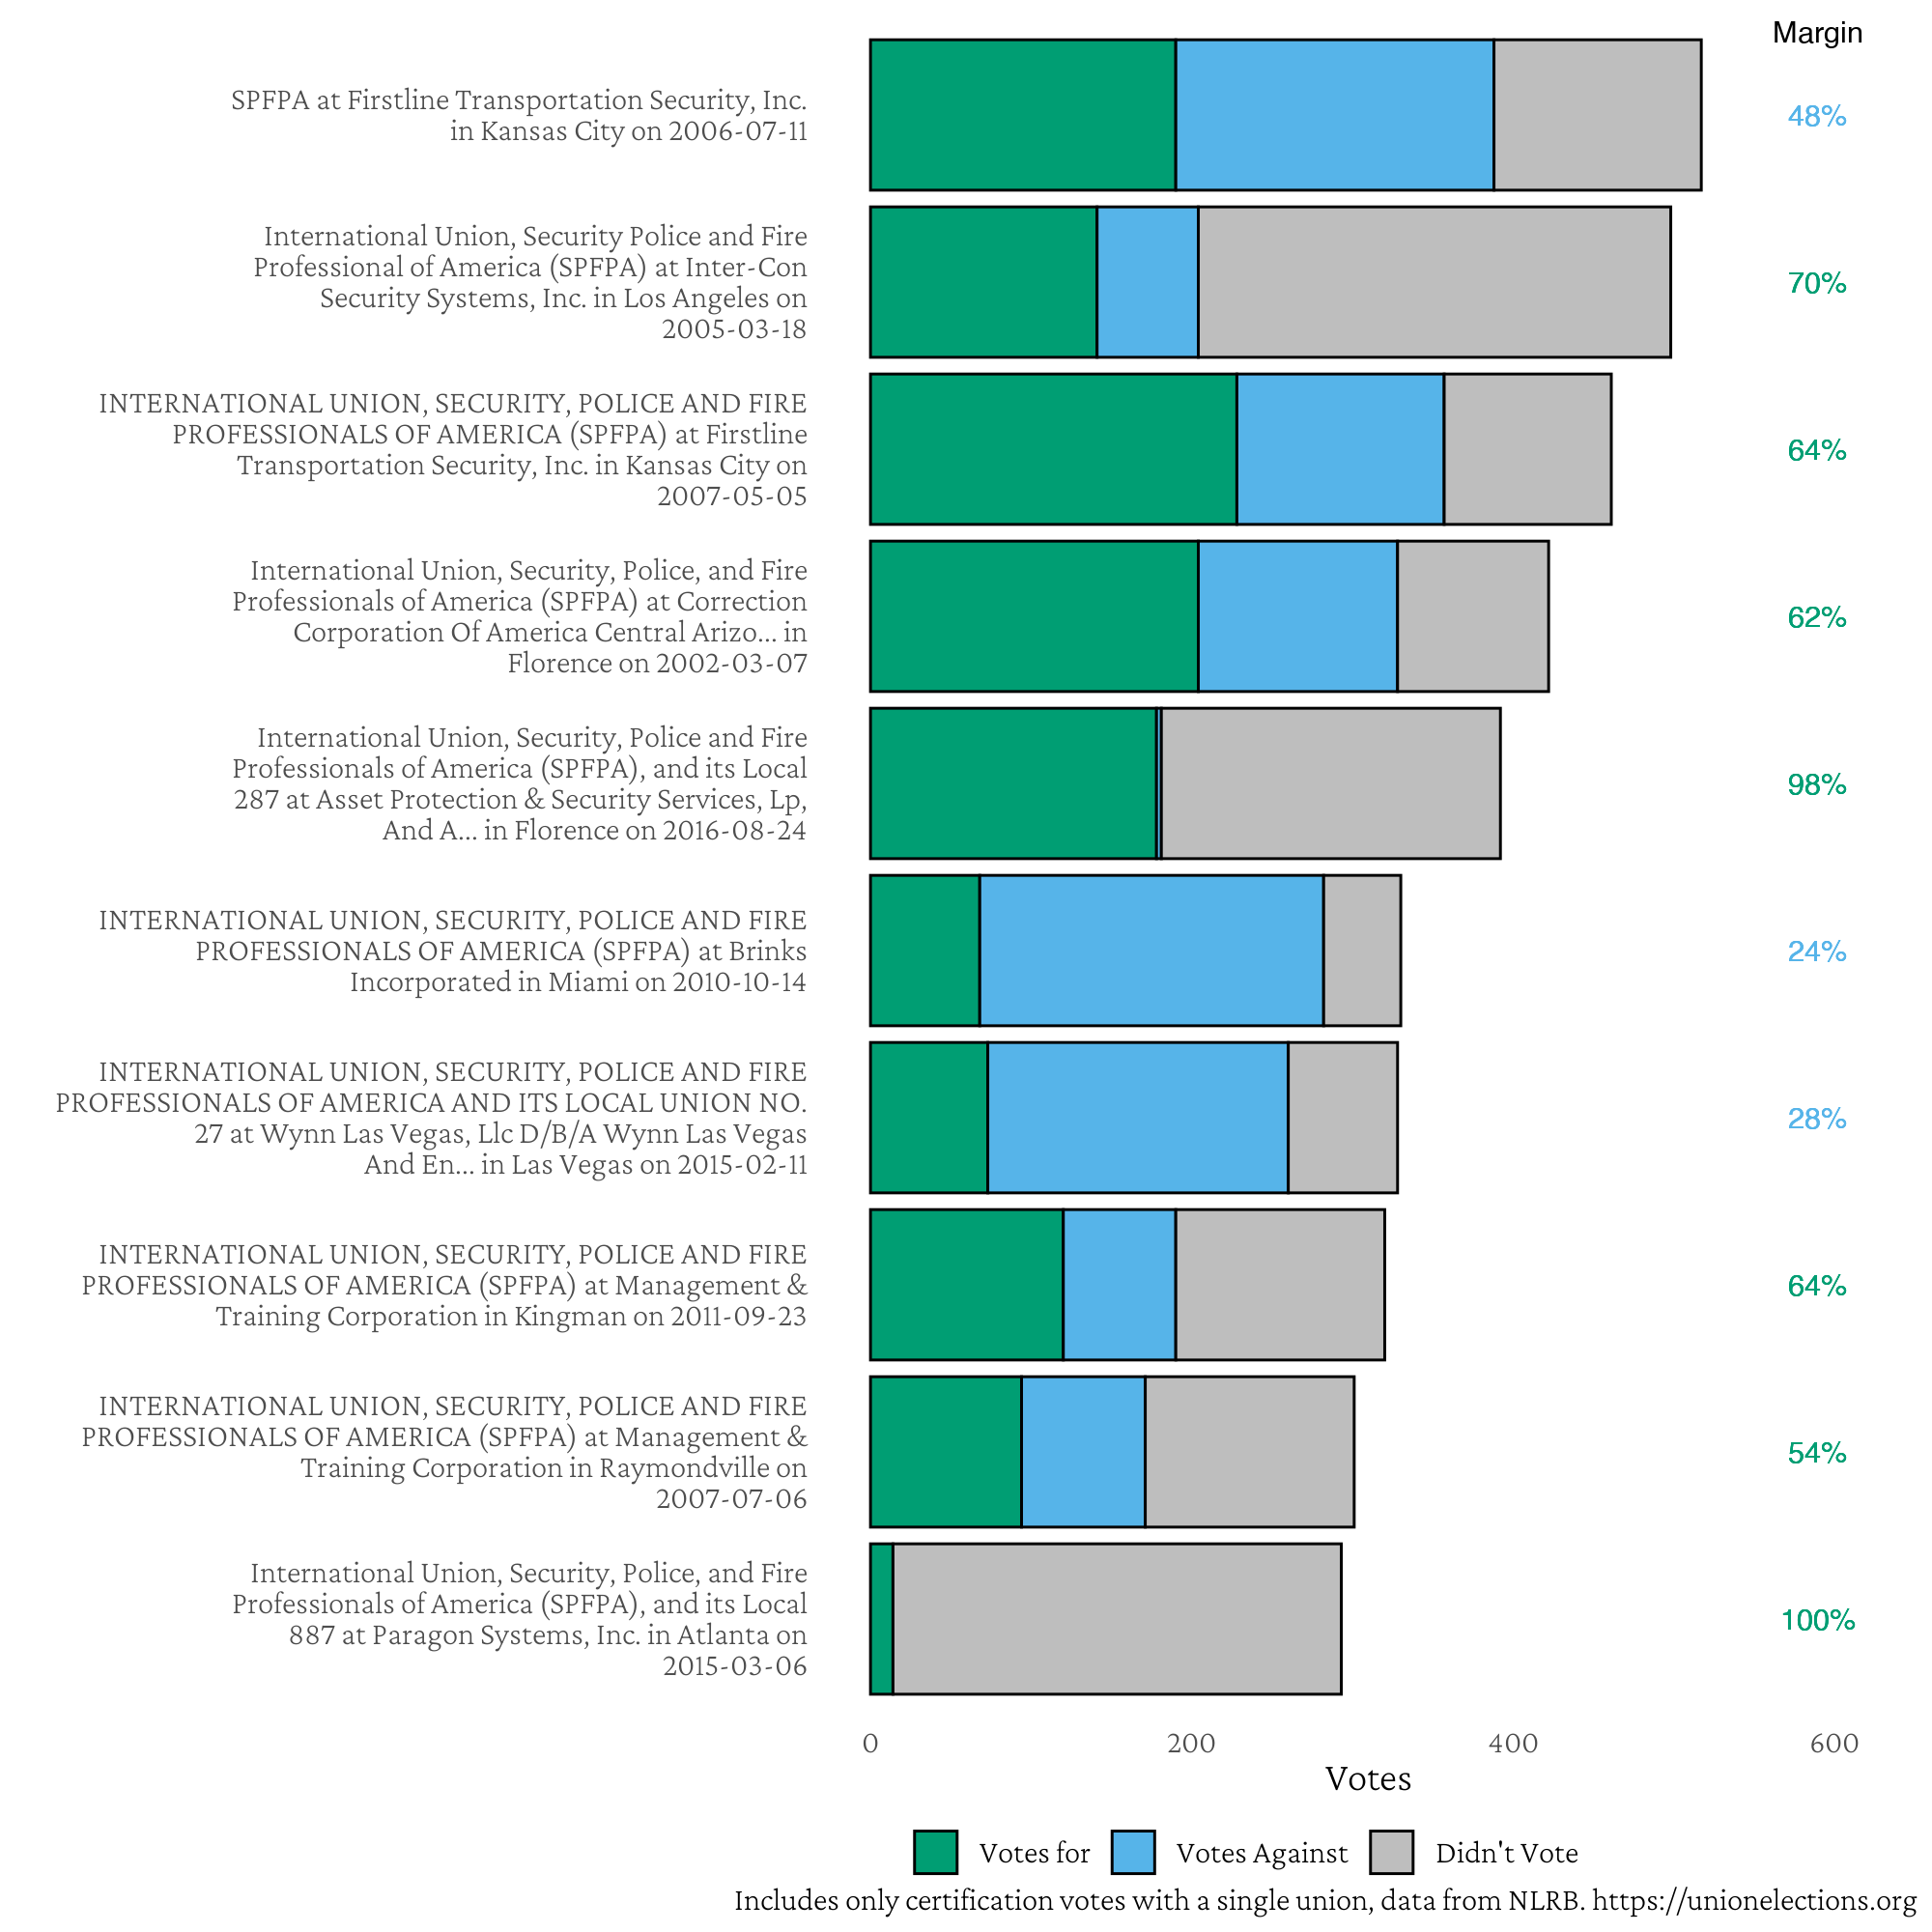 Margin
SPFPA at Firstline Transportation Security, Inc.
in Kansas City on 2006-07-11
48%
International Union, Security Police and Fire
Professional of America (SPFPA) at Inter-Con
Security Systems, Inc. in Los Angeles on
2005-03-18
70%
INTERNATIONAL UNION, SECURITY, POLICE AND FIRE
PROFESSIONALS OF AMERICA (SPFPA) at Firstline
Transportation Security, Inc. in Kansas City on
2007-05-05
64%
International Union, Security, Police, and Fire
Professionals of America (SPFPA) at Correction
Corporation Of America Central Arizo... in
Florence on 2002-03-07
62%
International Union, Security, Police and Fire
Professionals of America (SPFPA), and its Local
287 at Asset Protection & Security Services, Lp,
And A... in Florence on 2016-08-24
98%
INTERNATIONAL UNION, SECURITY, POLICE AND FIRE
PROFESSIONALS OF AMERICA (SPFPA) at Brinks
Incorporated in Miami on 2010-10-14
24%
INTERNATIONAL UNION, SECURITY, POLICE AND FIRE
PROFESSIONALS OF AMERICA AND ITS LOCAL UNION NO.
27 at Wynn Las Vegas, Llc D/B/A Wynn Las Vegas
And En... in Las Vegas on 2015-02-11
28%
INTERNATIONAL UNION, SECURITY, POLICE AND FIRE
PROFESSIONALS OF AMERICA (SPFPA) at Management &
Training Corporation in Kingman on 2011-09-23
64%
INTERNATIONAL UNION, SECURITY, POLICE AND FIRE
PROFESSIONALS OF AMERICA (SPFPA) at Management &
Training Corporation in Raymondville on
2007-07-06
54%
International Union, Security, Police, and Fire
Professionals of America (SPFPA), and its Local
887 at Paragon Systems, Inc. in Atlanta on
2015-03-06
100%
0 200 400 600
Votes
Votes for Votes Against Didn't Vote
Includes only certification votes with a single union, data from NLRB. https://unionelections.org